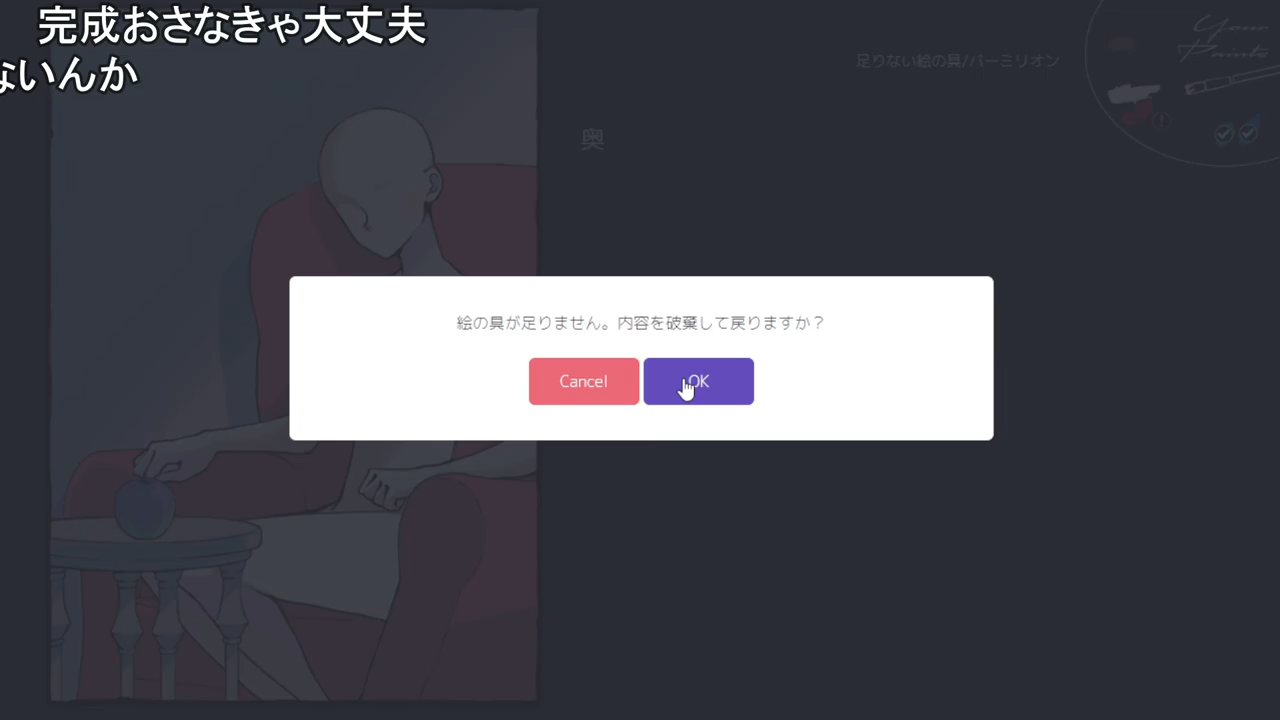 完成おさなきゃ大丈夫
ないんか
足りない絵の具/バーミリオン
Your
Paints
奥
絵の具が足りません。内容を破棄して戻りますか？
Cancel
OK